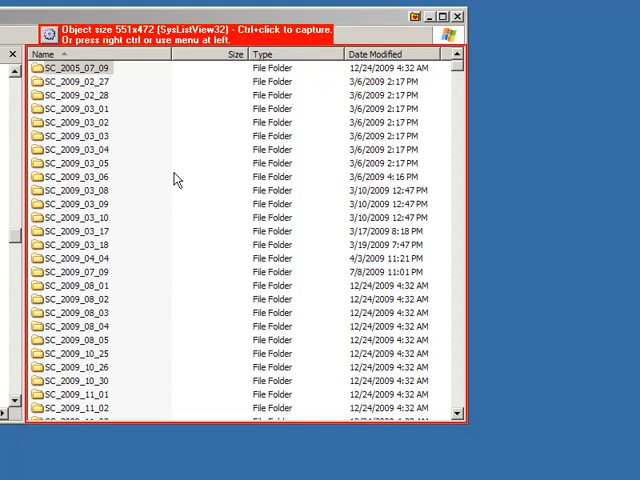 Object size 551x472 (SysListView32) - Ctrl+click to capture.
Or press right ctrl or use menu at left.
Name Size Type Date Modified
SC_2005_07_09 File Folder 12/24/2009 4:32 AM
SC_2009_02_27 File Folder 3/6/2009 2:17 PM
SC_2009_02_28 File Folder 3/6/2009 2:17 PM
SC_2009_03_01 File Folder 3/6/2009 2:17 PM
SC_2009_03_02 File Folder 3/6/2009 2:17 PM
SC_2009_03_03 File Folder 3/6/2009 2:17 PM
SC_2009_03_04 File Folder 3/6/2009 2:17 PM
SC_2009_03_05 File Folder 3/6/2009 2:17 PM
SC_2009_03_06 File Folder 3/6/2009 4:16 PM
SC_2009_03_08 File Folder 3/10/2009 12:47 PM
SC_2009_03_09 File Folder 3/10/2009 12:47 PM
SC_2009_03_10 File Folder 3/10/2009 12:47 PM
SC_2009_03_17 File Folder 3/17/2009 8:18 PM
SC_2009_03_18 File Folder 3/19/2009 7:47 PM
SC_2009_04_04 File Folder 4/3/2009 11:21 PM
SC_2009_07_09 File Folder 7/8/2009 11:01 PM
SC_2009_08_01 File Folder 12/24/2009 4:32 AM
SC_2009_08_02 File Folder 12/24/2009 4:32 AM
SC_2009_08_03 File Folder 12/24/2009 4:32 AM
SC_2009_08_04 File Folder 12/24/2009 4:32 AM
SC_2009_08_05 File Folder 12/24/2009 4:32 AM
SC_2009_10_25 File Folder 12/24/2009 4:32 AM
SC_2009_10_26 File Folder 12/24/2009 4:32 AM
SC_2009_10_30 File Folder 12/24/2009 4:32 AM
SC_2009_11_01 File Folder 12/24/2009 4:32 AM
SC_2009_11_02 File Folder 12/24/2009 4:32 AM